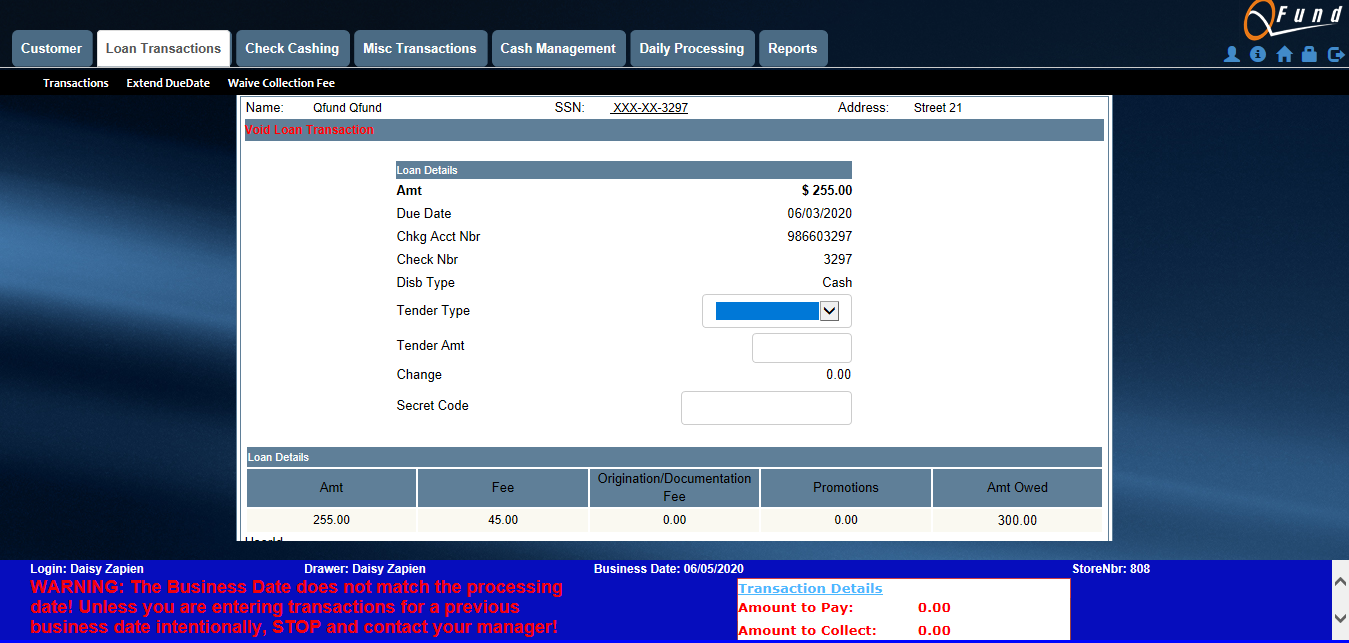 QFund
Customer Loan Transactions Check Cashing Misc Transactions Cash Management Daily Processing Reports
Transactions Extend DueDate Waive Collection Fee
Name: Qfund Qfund SSN: XXX-XX-3297 Address: Street 21
Void Loan Transaction
Loan Details
Amt $ 255.00
Due Date 06/03/2020
Chkg Acct Nbr 986603297
Check Nbr 3297
Disb Type Cash
Tender Type
Tender Amt
Change 0.00
Secret Code
Loan Details
Amt Fee Origination/Documentation Fee Promotions Amt Owed
255.00 45.00 0.00 0.00 300.00
UserId
Login: Daisy Zapien Drawer: Daisy Zapien Business Date: 06/05/2020 StoreNbr: 808
WARNING: The Business Date does not match the processing
date! Unless you are entering transactions for a previous
business date intentionally, STOP and contact your manager!
Transaction Details
Amount to Pay: 0.00
Amount to Collect: 0.00